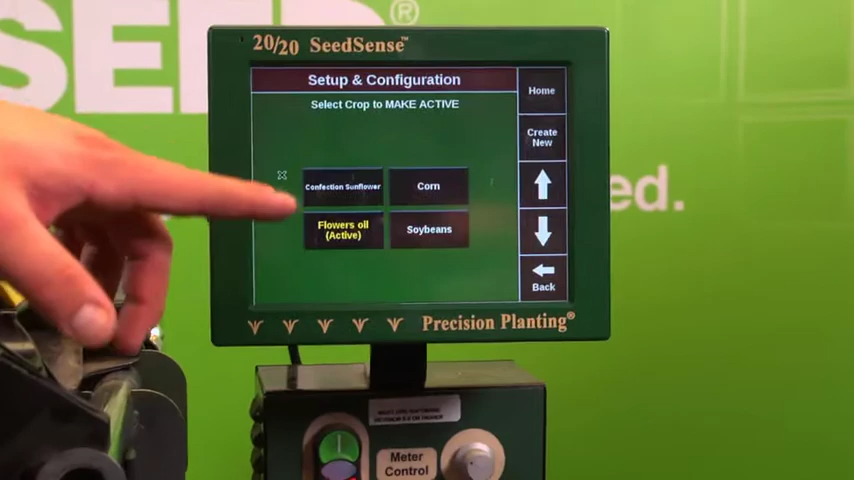 SEED®
20/20 SeedSense™
Setup & Configuration
Select Crop to MAKE ACTIVE
Home
Create
New
Confection Sunflower
Corn
Flowers oil
(Active)
Soybeans
Back
Precision Planting®
Meter
Control